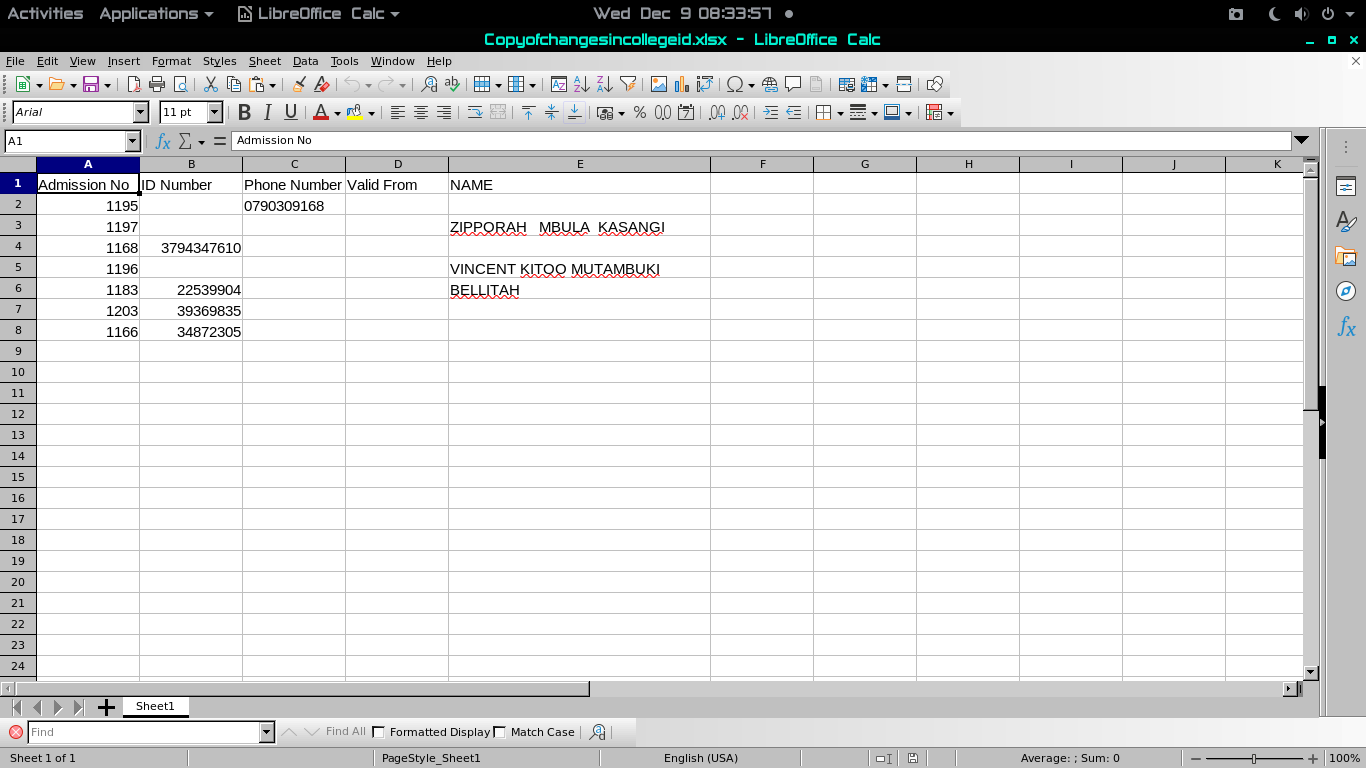 Activities Applications LibreOffice Calc Wed Dec 9 08:33:57
Copyofchangesincollegeid.xlsx - LibreOffice Calc
File Edit View Insert Format Styles Sheet Data Tools Window Help
Arial 11 pt
A1 Admission No
A B C D E F G H I J K
1 Admission No ID Number Phone Number Valid From NAME
2 1195 0790309168
3 1197 ZIPPORAH MBULA KASANGI
4 1168 3794347610
5 1196 VINCENT KITOO MUTAMBUKI
6 1183 22539904 BELLITAH
7 1203 39369835
8 1166 34872305
9
10
11
12
13
14
15
16
17
18
19
20
21
22
23
24
Sheet1
Find Find All Formatted Display Match Case
Sheet 1 of 1 PageStyle_Sheet1 English (USA) Average: ; Sum: 0 100%